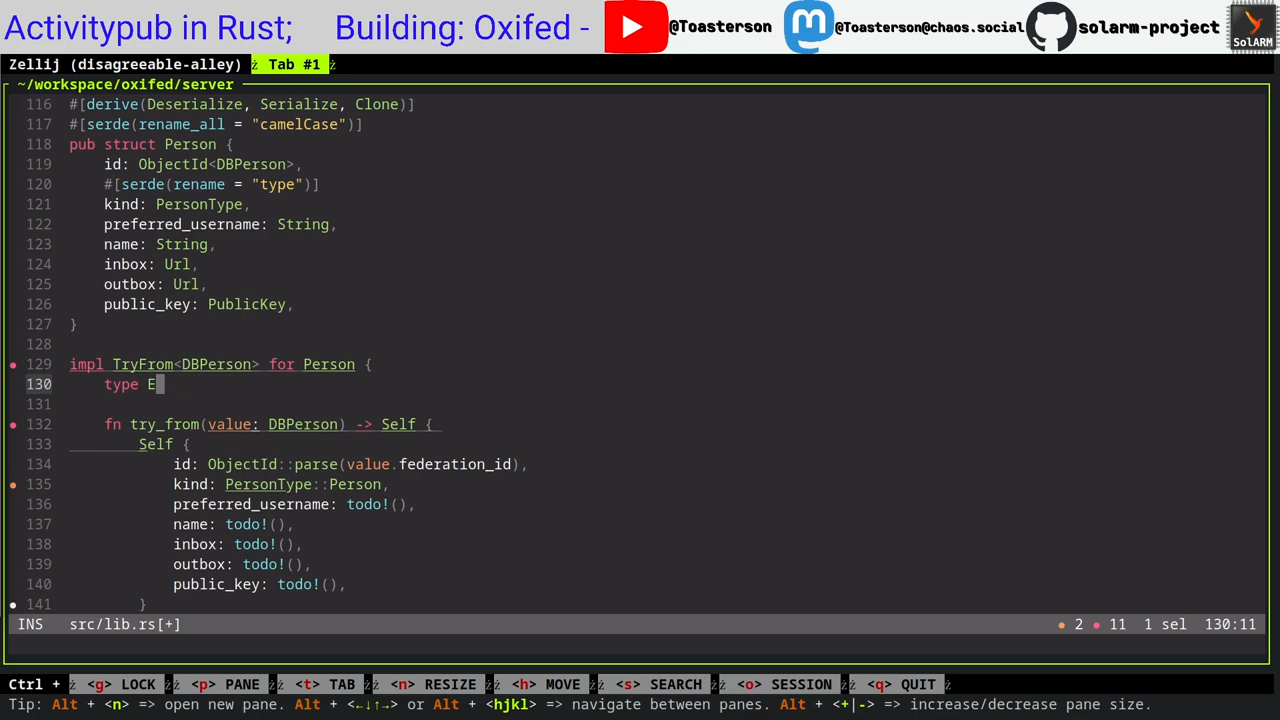 Activitypub in Rust; Building: Oxifed - @Toasterson @Toasterson@chaos.social solarm-project SolARM
Zellij (disagreeable-alley) Tab #1
~/workspace/oxifed/server
116 #[derive(Deserialize, Serialize, Clone)]
117 #[serde(rename_all = "camelCase")]
118 pub struct Person {
119 id: ObjectId<DBPerson>,
120 #[serde(rename = "type")]
121 kind: PersonType,
122 preferred_username: String,
123 name: String,
124 inbox: Url,
125 outbox: Url,
126 public_key: PublicKey,
127 }
128
129 impl TryFrom<DBPerson> for Person {
130 type E
131
132 fn try_from(value: DBPerson) -> Self {
133 Self {
134 id: ObjectId::parse(value.federation_id),
135 kind: PersonType::Person,
136 preferred_username: todo!(),
137 name: todo!(),
138 inbox: todo!(),
139 outbox: todo!(),
140 public_key: todo!(),
141 }
INS src/lib.rs[+] ● 2 ● 11 1 sel 130:11
Ctrl + <g> LOCK <p> PANE <t> TAB <n> RESIZE <h> MOVE <s> SEARCH <o> SESSION <q> QUIT
Tip: Alt + <n> => open new pane. Alt + <←↓↑→> or Alt + <hjkl> => navigate between panes. Alt + <+|-> => increase/decrease pane size.